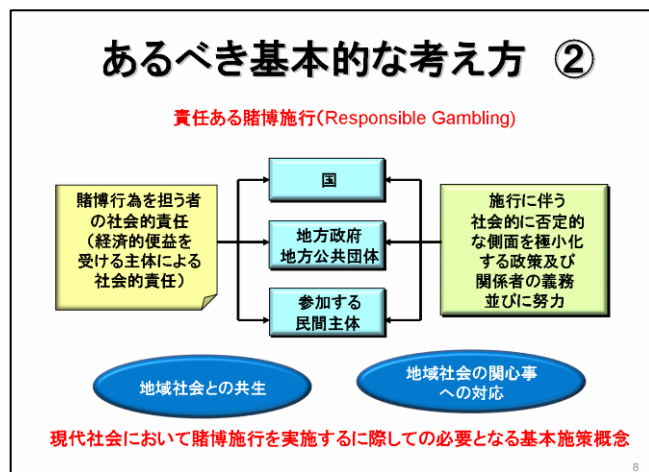 あるべき基本的な考え方 ②
責任ある賭博施行(Responsible Gambling)
賭博行為を担う者
の社会的責任
(経済的便益を
受ける主体による
社会的責任)
国
地方政府
地方公共団体
参加する
民間主体
施行に伴う
社会的に否定的
な側面を極小化
する政策及び
関係者の義務
並びに努力
地域社会との共生
地域社会の関心事
への対応
現代社会において賭博施行を実施するに際しての必要となる基本施策概念
8